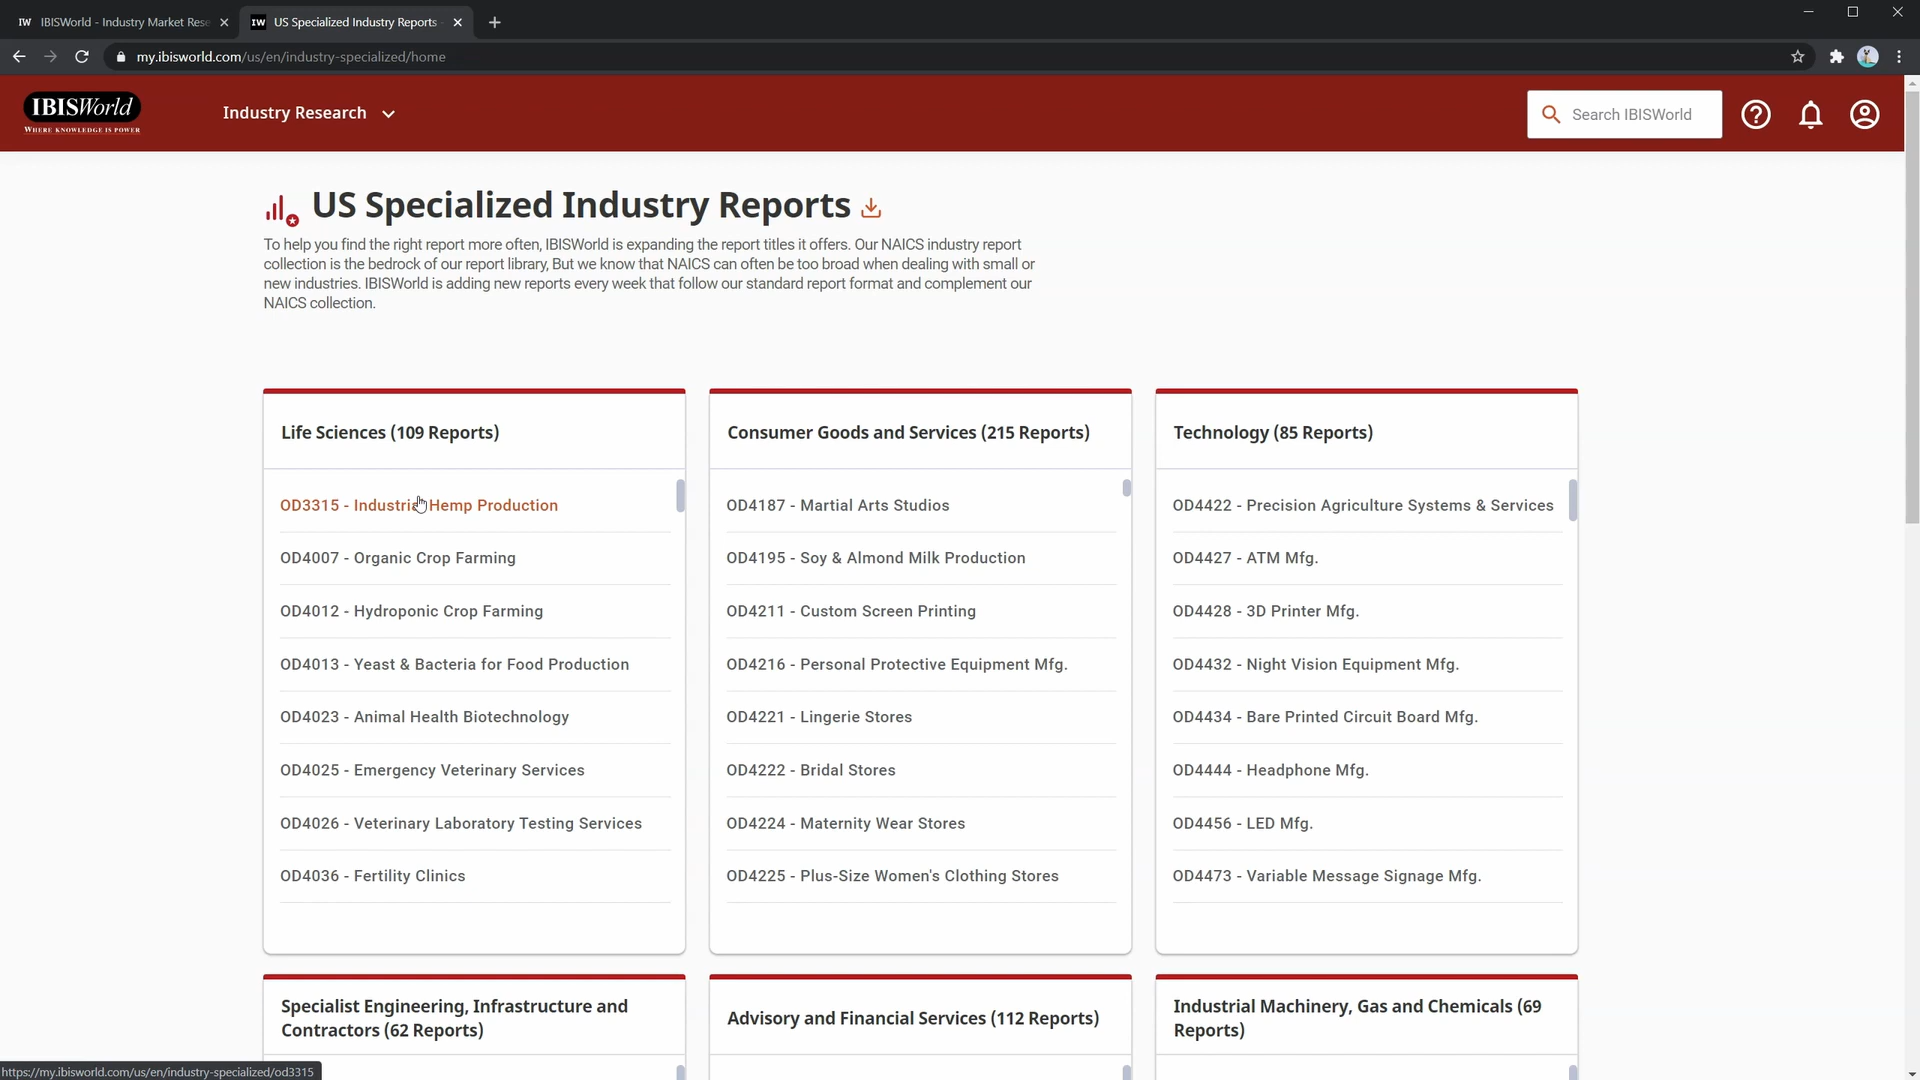 IW IBISWorld - Industry Market Rese
IW US Specialized Industry Reports
my.ibisworld.com/us/en/industry-specialized/home
IBISWorld
WHERE KNOWLEDGE IS POWER
Industry Research
Search IBISWorld
US Specialized Industry Reports
To help you find the right report more often, IBISWorld is expanding the report titles it offers. Our NAICS industry report
collection is the bedrock of our report library, But we know that NAICS can often be too broad when dealing with small or
new industries. IBISWorld is adding new reports every week that follow our standard report format and complement our
NAICS collection.
Life Sciences (109 Reports)
OD3315 - Industrial Hemp Production
OD4007 - Organic Crop Farming
OD4012 - Hydroponic Crop Farming
OD4013 - Yeast & Bacteria for Food Production
OD4023 - Animal Health Biotechnology
OD4025 - Emergency Veterinary Services
OD4026 - Veterinary Laboratory Testing Services
OD4036 - Fertility Clinics
Consumer Goods and Services (215 Reports)
OD4187 - Martial Arts Studios
OD4195 - Soy & Almond Milk Production
OD4211 - Custom Screen Printing
OD4216 - Personal Protective Equipment Mfg.
OD4221 - Lingerie Stores
OD4222 - Bridal Stores
OD4224 - Maternity Wear Stores
OD4225 - Plus-Size Women's Clothing Stores
Technology (85 Reports)
OD4422 - Precision Agriculture Systems & Services
OD4427 - ATM Mfg.
OD4428 - 3D Printer Mfg.
OD4432 - Night Vision Equipment Mfg.
OD4434 - Bare Printed Circuit Board Mfg.
OD4444 - Headphone Mfg.
OD4456 - LED Mfg.
OD4473 - Variable Message Signage Mfg.
Specialist Engineering, Infrastructure and
Contractors (62 Reports)
Advisory and Financial Services (112 Reports)
Industrial Machinery, Gas and Chemicals (69
Reports)
https://my.ibisworld.com/us/en/industry-specialized/od3315